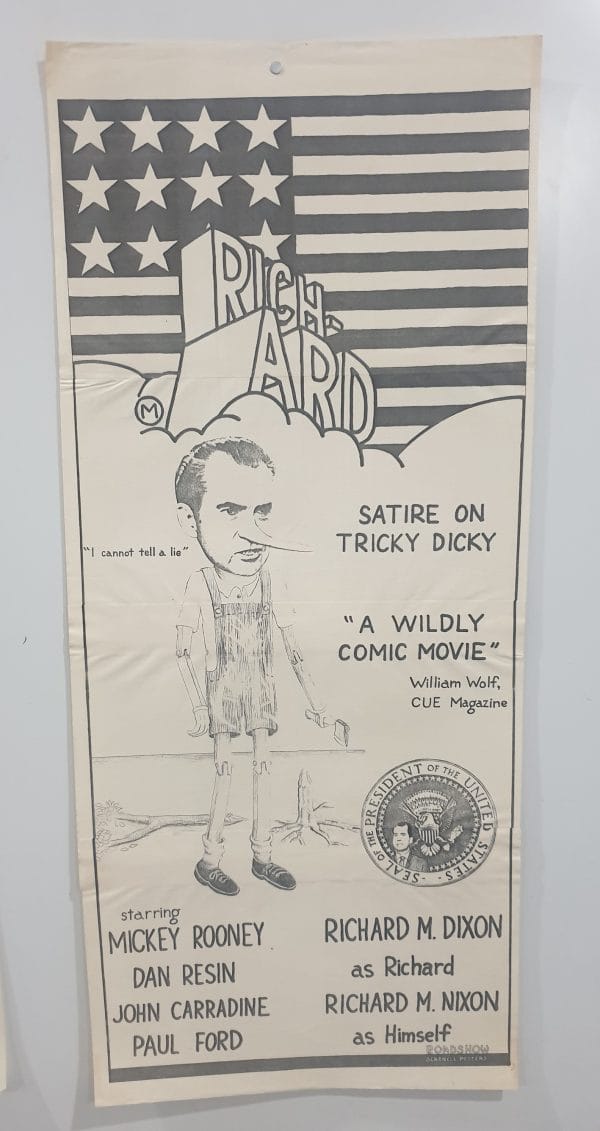 RICH-
ARD
M
"I cannot tell a lie"
SATIRE ON
TRICKY DICKY
"A WILDLY
COMIC MOVIE"
William Wolf,
CUE Magazine
SEAL OF THE PRESIDENT OF THE UNITED STATES
starring
MICKEY ROONEY
DAN RESIN
JOHN CARRADINE
PAUL FORD
RICHARD M. DIXON
as Richard
RICHARD M. NIXON
as Himself
ROADSHOW